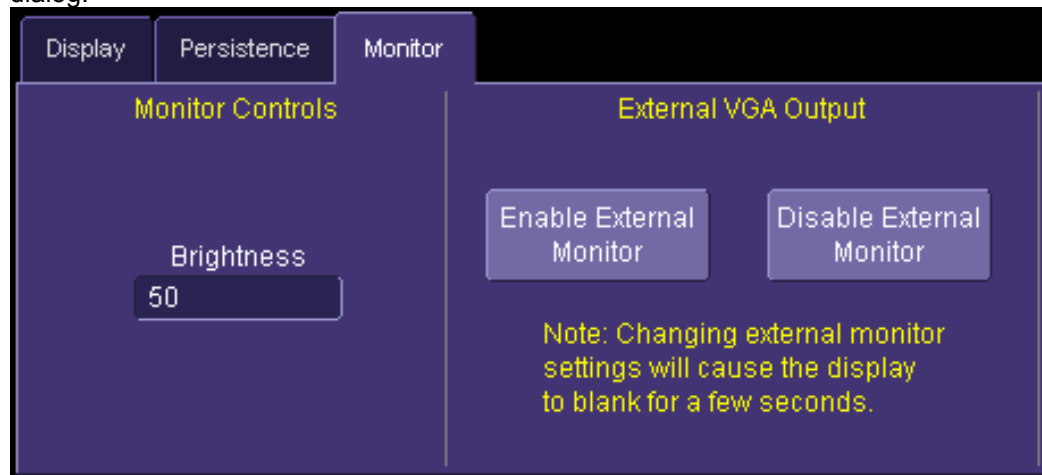 dialog.
Display Persistence Monitor
Monitor Controls
External VGA Output
Brightness
50
Enable External
Monitor
Disable External
Monitor
Note: Changing external monitor
settings will cause the display
to blank for a few seconds.